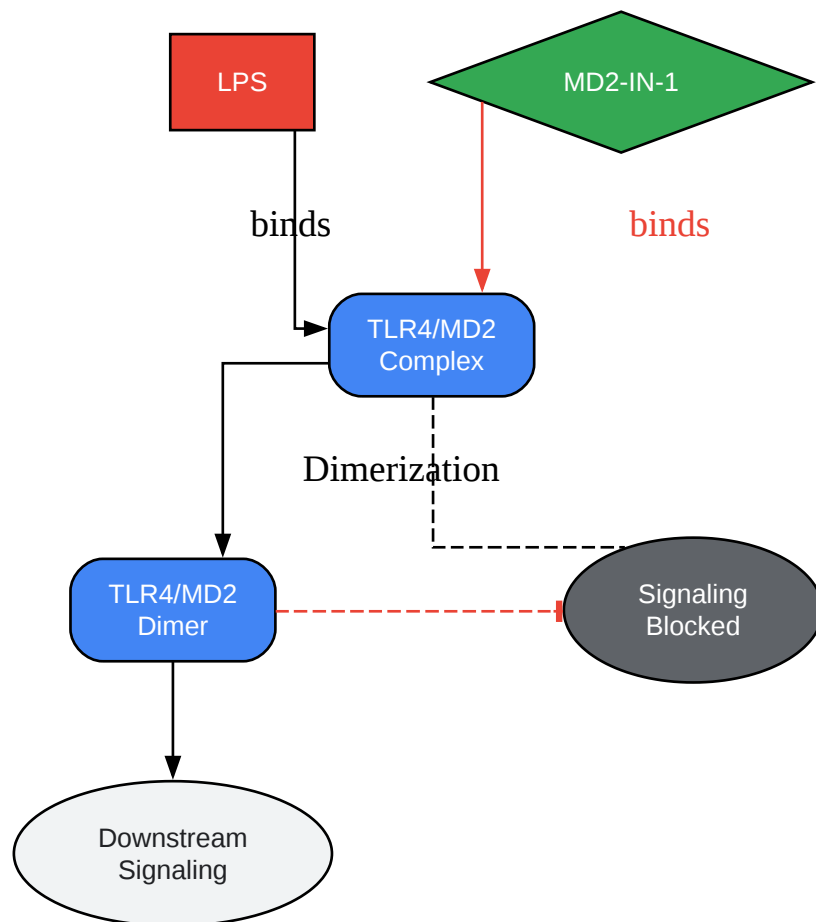 LPS
MD2-IN-1
binds
binds
TLR4/MD2
Complex
Dimerization
TLR4/MD2
Dimer
Signaling
Blocked
Downstream
Signaling